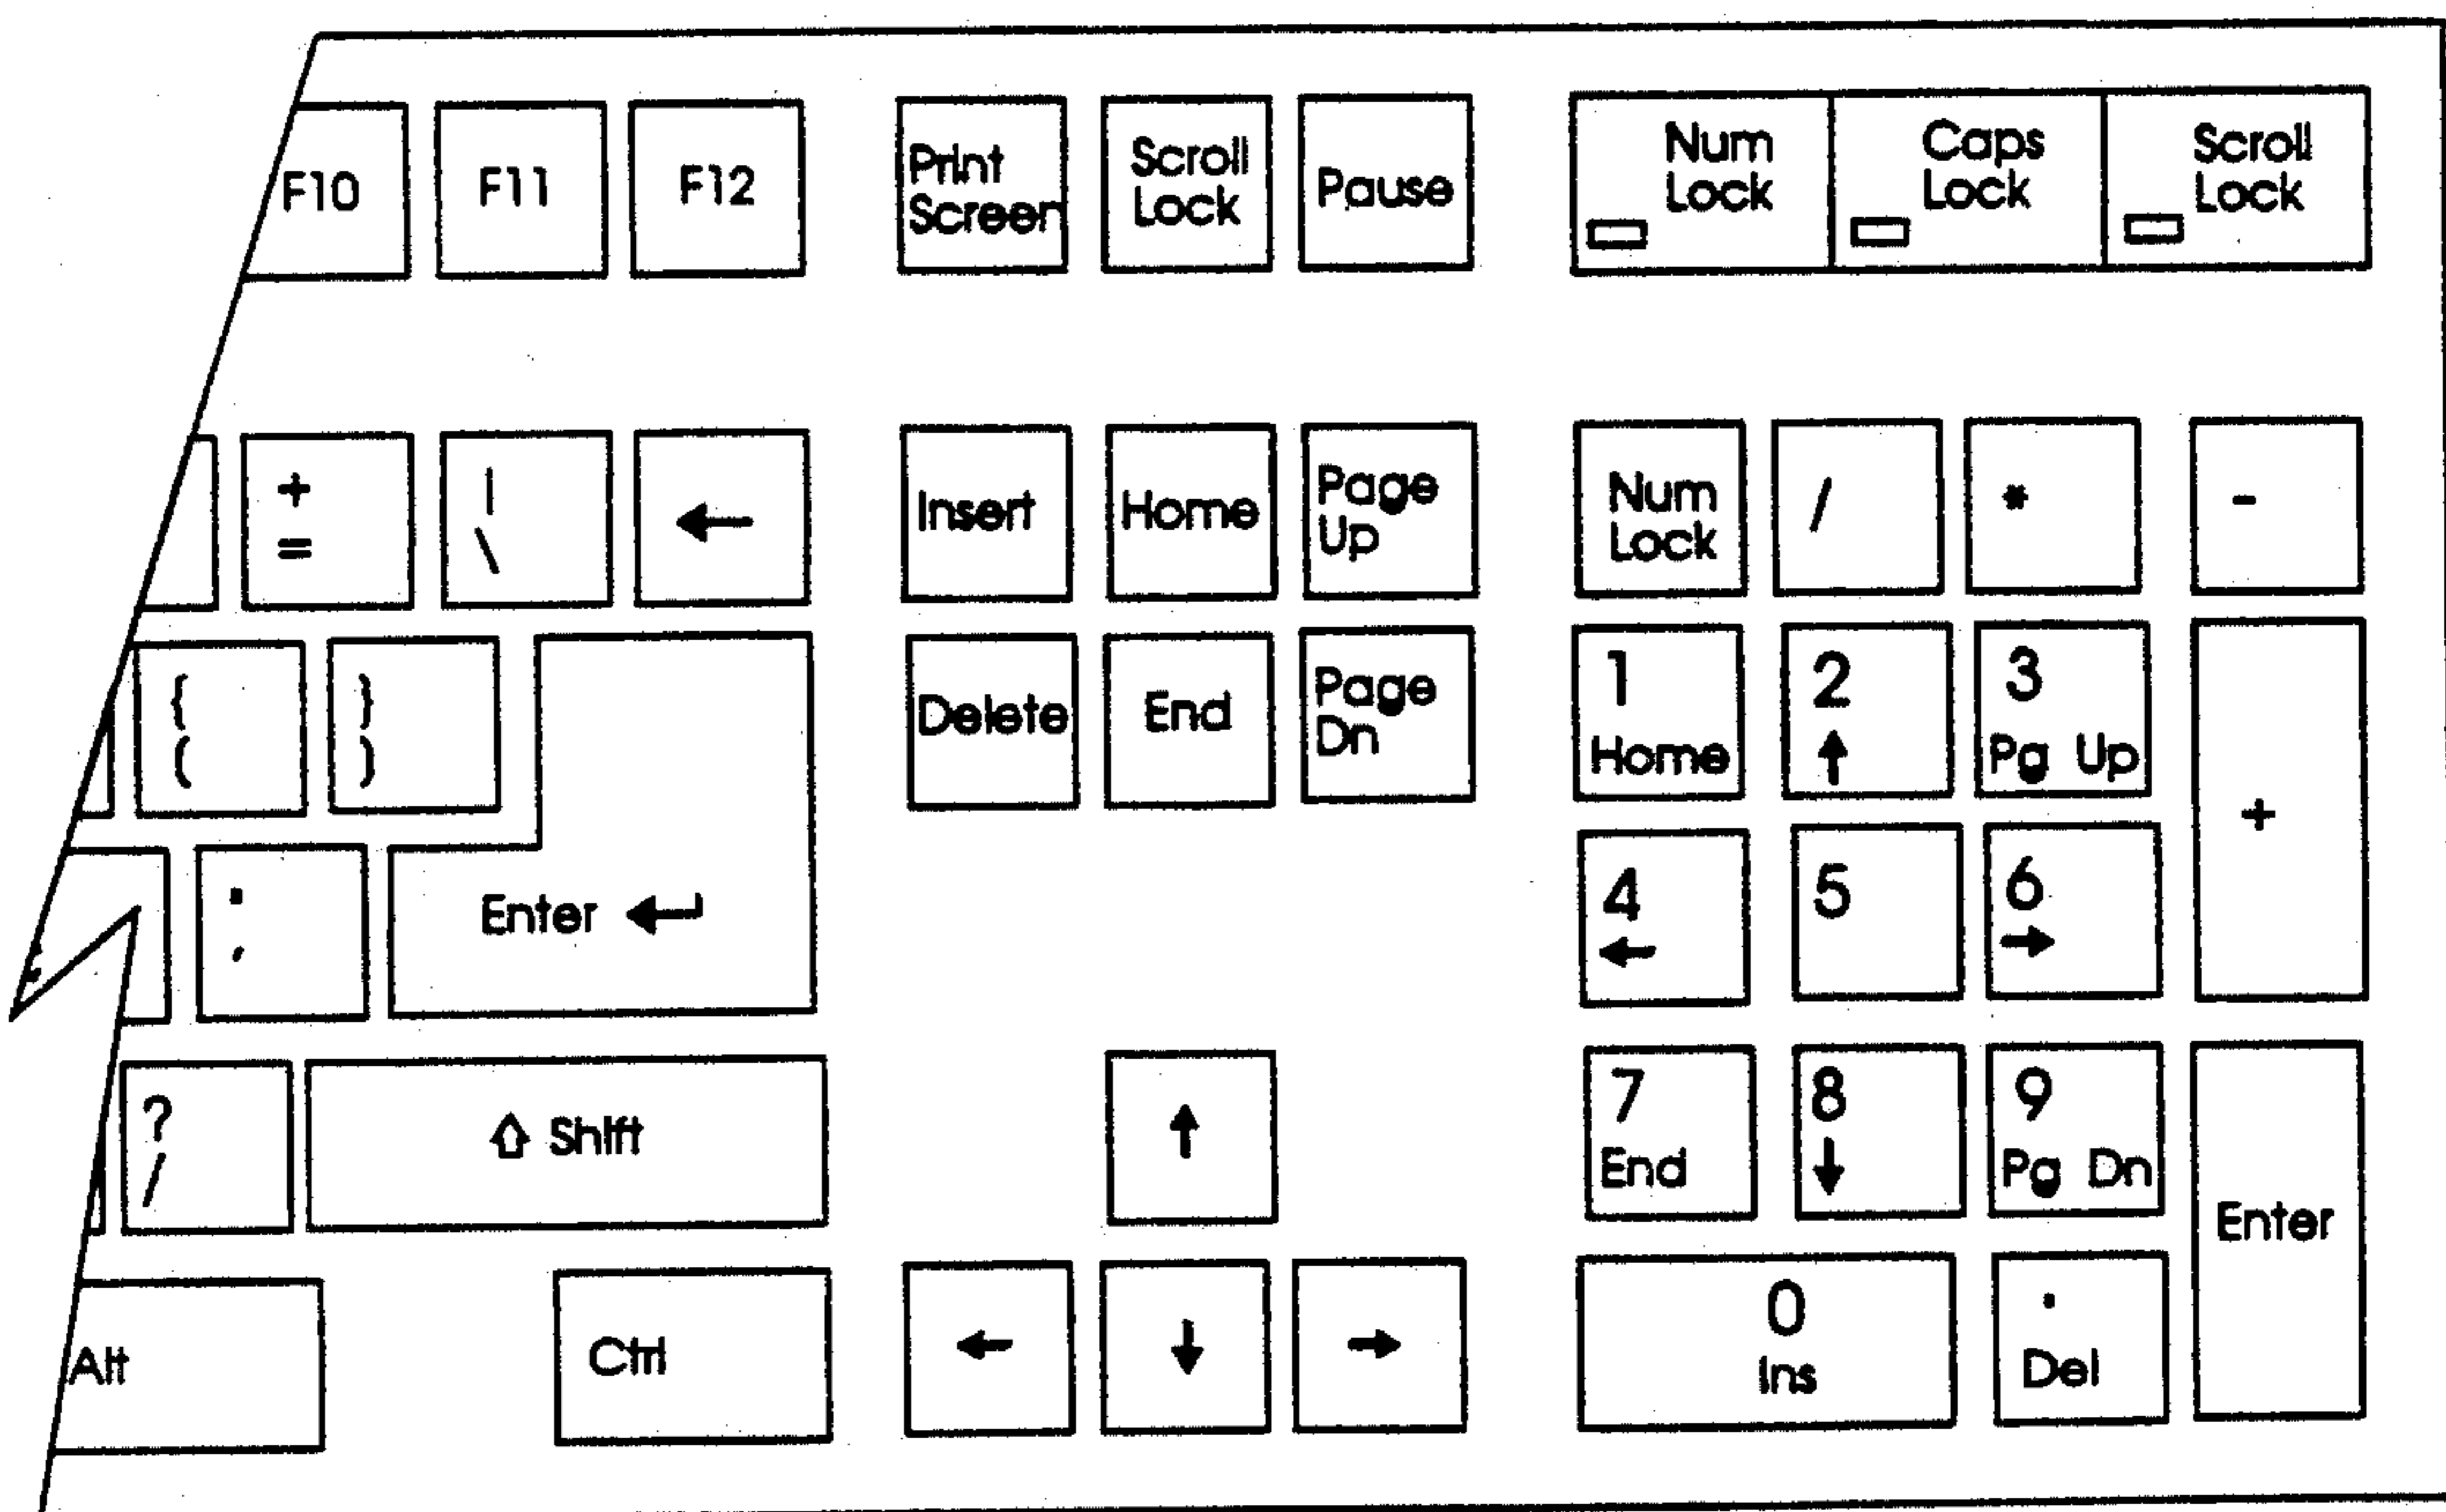 F10
F11
F12
Print
Screen
Scroll
Lock
Pause
Num
Lock
Caps
Lock
Scroll
Lock
+
=
|
\
←
Insert
Home
Page
Up
Num
Lock
/
*
-
{
(
}
)
Delete
End
Page
Dn
1
Home
2
↑
3
Pg Up
+
:
,
Enter ↵
4
←
5
6
→
?
/
⇧ Shift
↑
7
End
8
↓
9
Pg Dn
Enter
Alt
Ctrl
←
↓
→
0
Ins
.
Del